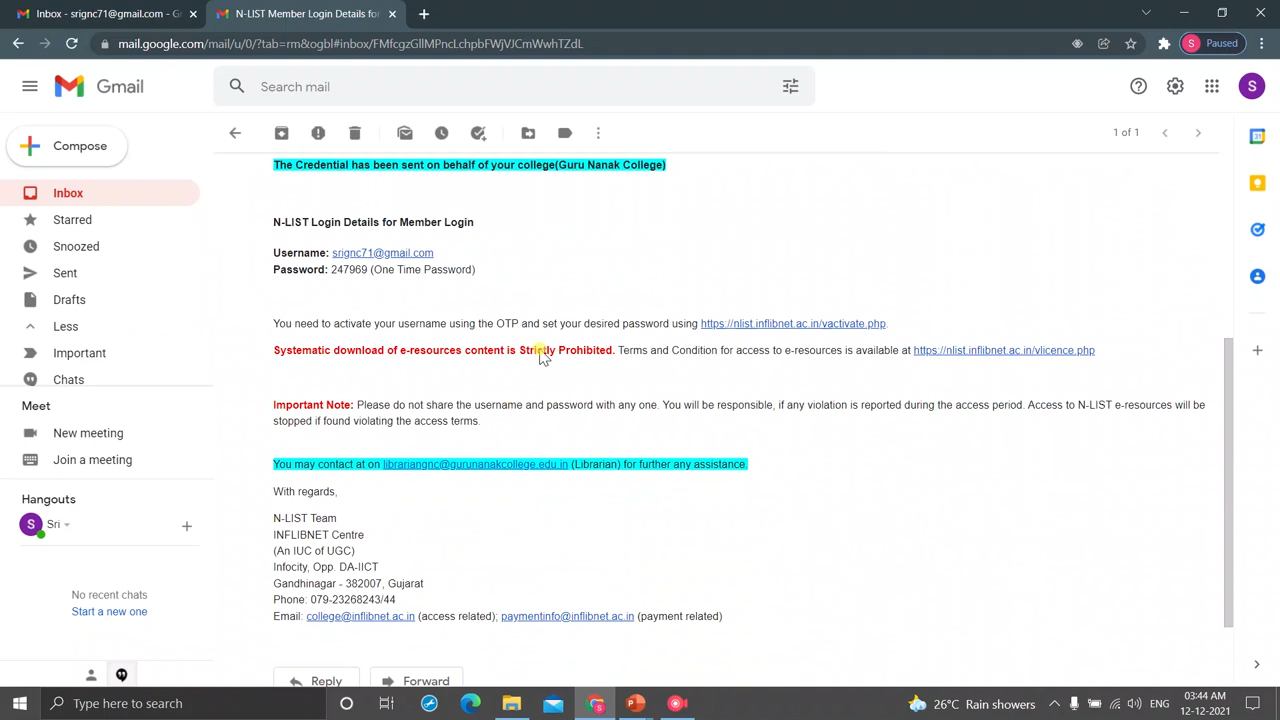 Inbox - srignc71@gmail.com - G
N-LIST Member Login Details fo
mail.google.com/mail/u/0/?tab=rm&ogbl#inbox/FMfcgzGllMPncLchpbFWjVJCmWwhTZdL
S Paused
Gmail
Search mail
S
Compose
1 of 1
Inbox
Starred
Snoozed
Sent
Drafts
Less
Important
Chats
Meet
New meeting
Join a meeting
Hangouts
S Sri
No recent chats
Start a new one
The Credential has been sent on behalf of your college(Guru Nanak College)
N-LIST Login Details for Member Login
Username: srignc71@gmail.com
Password: 247969 (One Time Password)
You need to activate your username using the OTP and set your desired password using https://nlist.inflibnet.ac.in/vactivate.php.
Systematic download of e-resources content is Strictly Prohibited. Terms and Condition for access to e-resources is available at https://nlist.inflibnet.ac.in/vlicence.php
Important Note: Please do not share the username and password with any one. You will be responsible, if any violation is reported during the access period. Access to N-LIST e-resources will be
stopped if found violating the access terms.
You may contact at on librariangnc@gurunanakcollege.edu.in (Librarian) for further any assistance.
With regards,
N-LIST Team
INFLIBNET Centre
(An IUC of UGC)
Infocity, Opp. DA-IICT
Gandhinagar - 382007, Gujarat
Phone: 079-23268243/44
Email: college@inflibnet.ac.in (access related); paymentinfo@inflibnet.ac.in (payment related)
Reply
Forward
31
Type here to search
26°C Rain showers
ENG
03:44 AM
12-12-2021